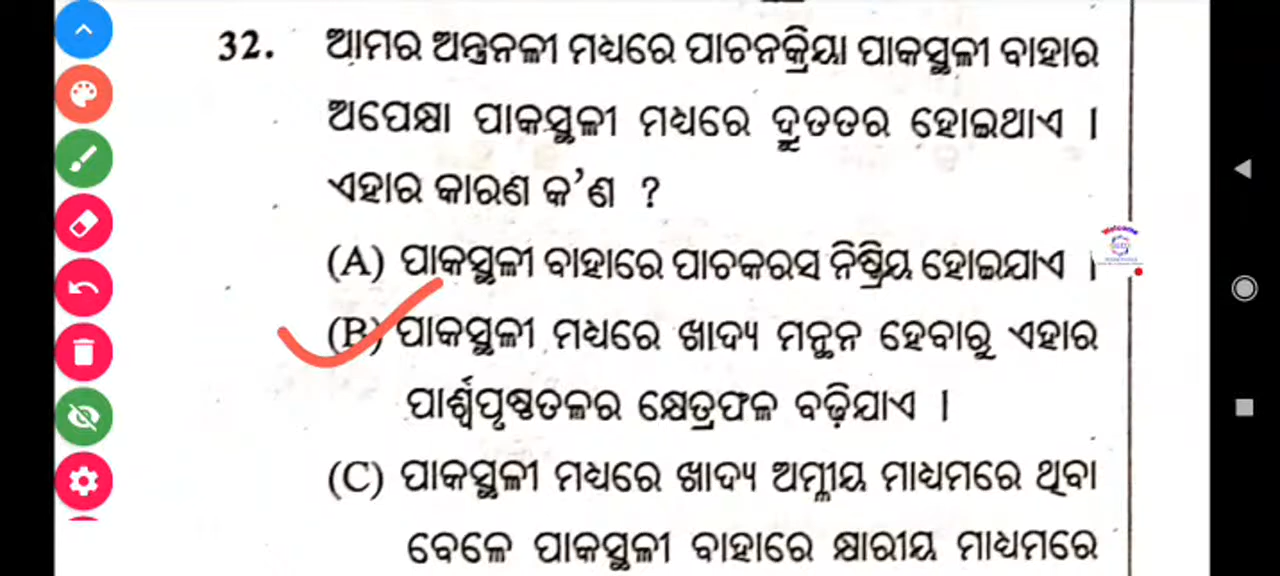 32. ଆମର ଅନ୍ତ୍ରନଳୀ ମଧ୍ୟରେ ପାଚନକ୍ରିୟା ପାକସ୍ଥଳୀ ବାହାର
ଅପେକ୍ଷା ପାକସ୍ଥଳୀ ମଧ୍ୟରେ ଦ୍ରୁତତର ହୋଇଥାଏ ।
ଏହାର କାରଣ କ'ଣ ?
(A) ପାକସ୍ଥଳୀ ବାହାରେ ପାଚକରସ ନିଷ୍କ୍ରିୟ ହୋଇଯାଏ ।
Welcome
(B) ପାକସ୍ଥଳୀ ମଧ୍ୟରେ ଖାଦ୍ୟ ମନ୍ଥନ ହେବାରୁ ଏହାର
ପାର୍ଶ୍ୱପୃଷ୍ଠତଳର କ୍ଷେତ୍ରଫଳ ବଢ଼ିଯାଏ ।
(C) ପାକସ୍ଥଳୀ ମଧ୍ୟରେ ଖାଦ୍ୟ ଅମ୍ଳୀୟ ମାଧ୍ୟମରେ ଥିବା
ବେଳେ ପାକସ୍ଥଳୀ ବାହାରେ କ୍ଷାରୀୟ ମାଧ୍ୟମରେ